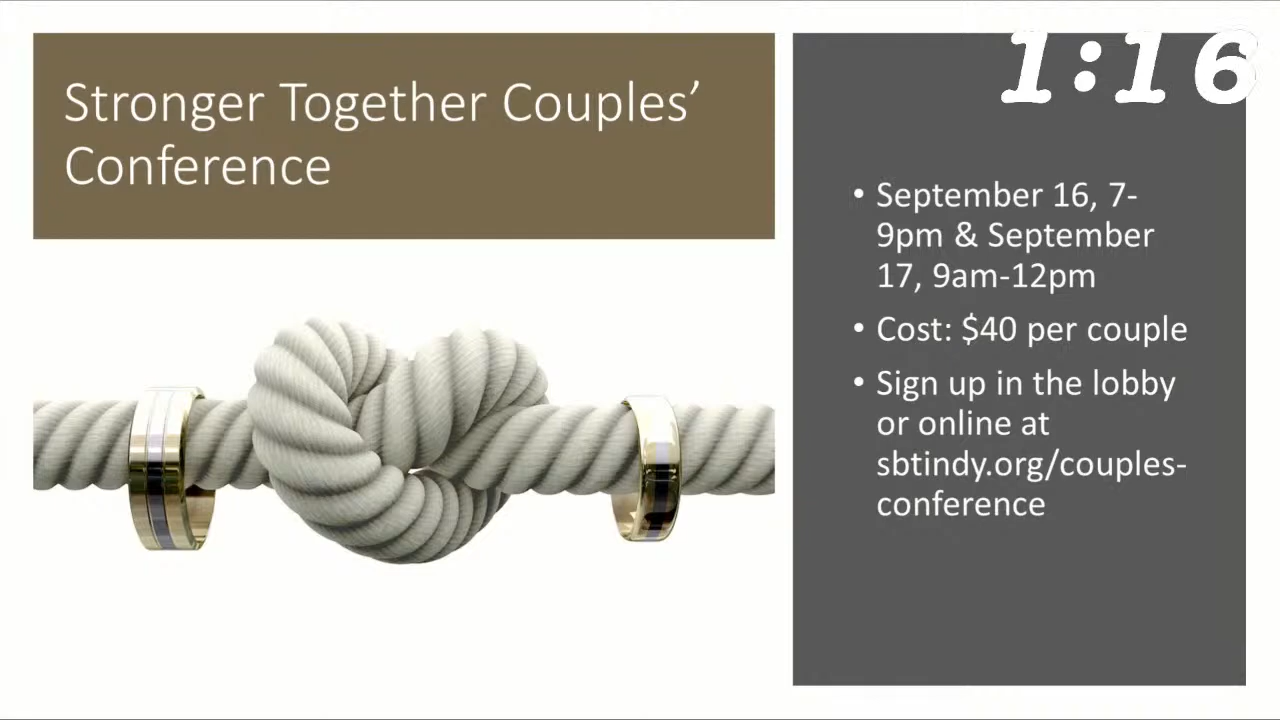 Stronger Together Couples’
Conference
1:16
• September 16, 7-
9pm & September
17, 9am-12pm
• Cost: $40 per couple
• Sign up in the lobby
or online at
sbtindy.org/couples-
conference